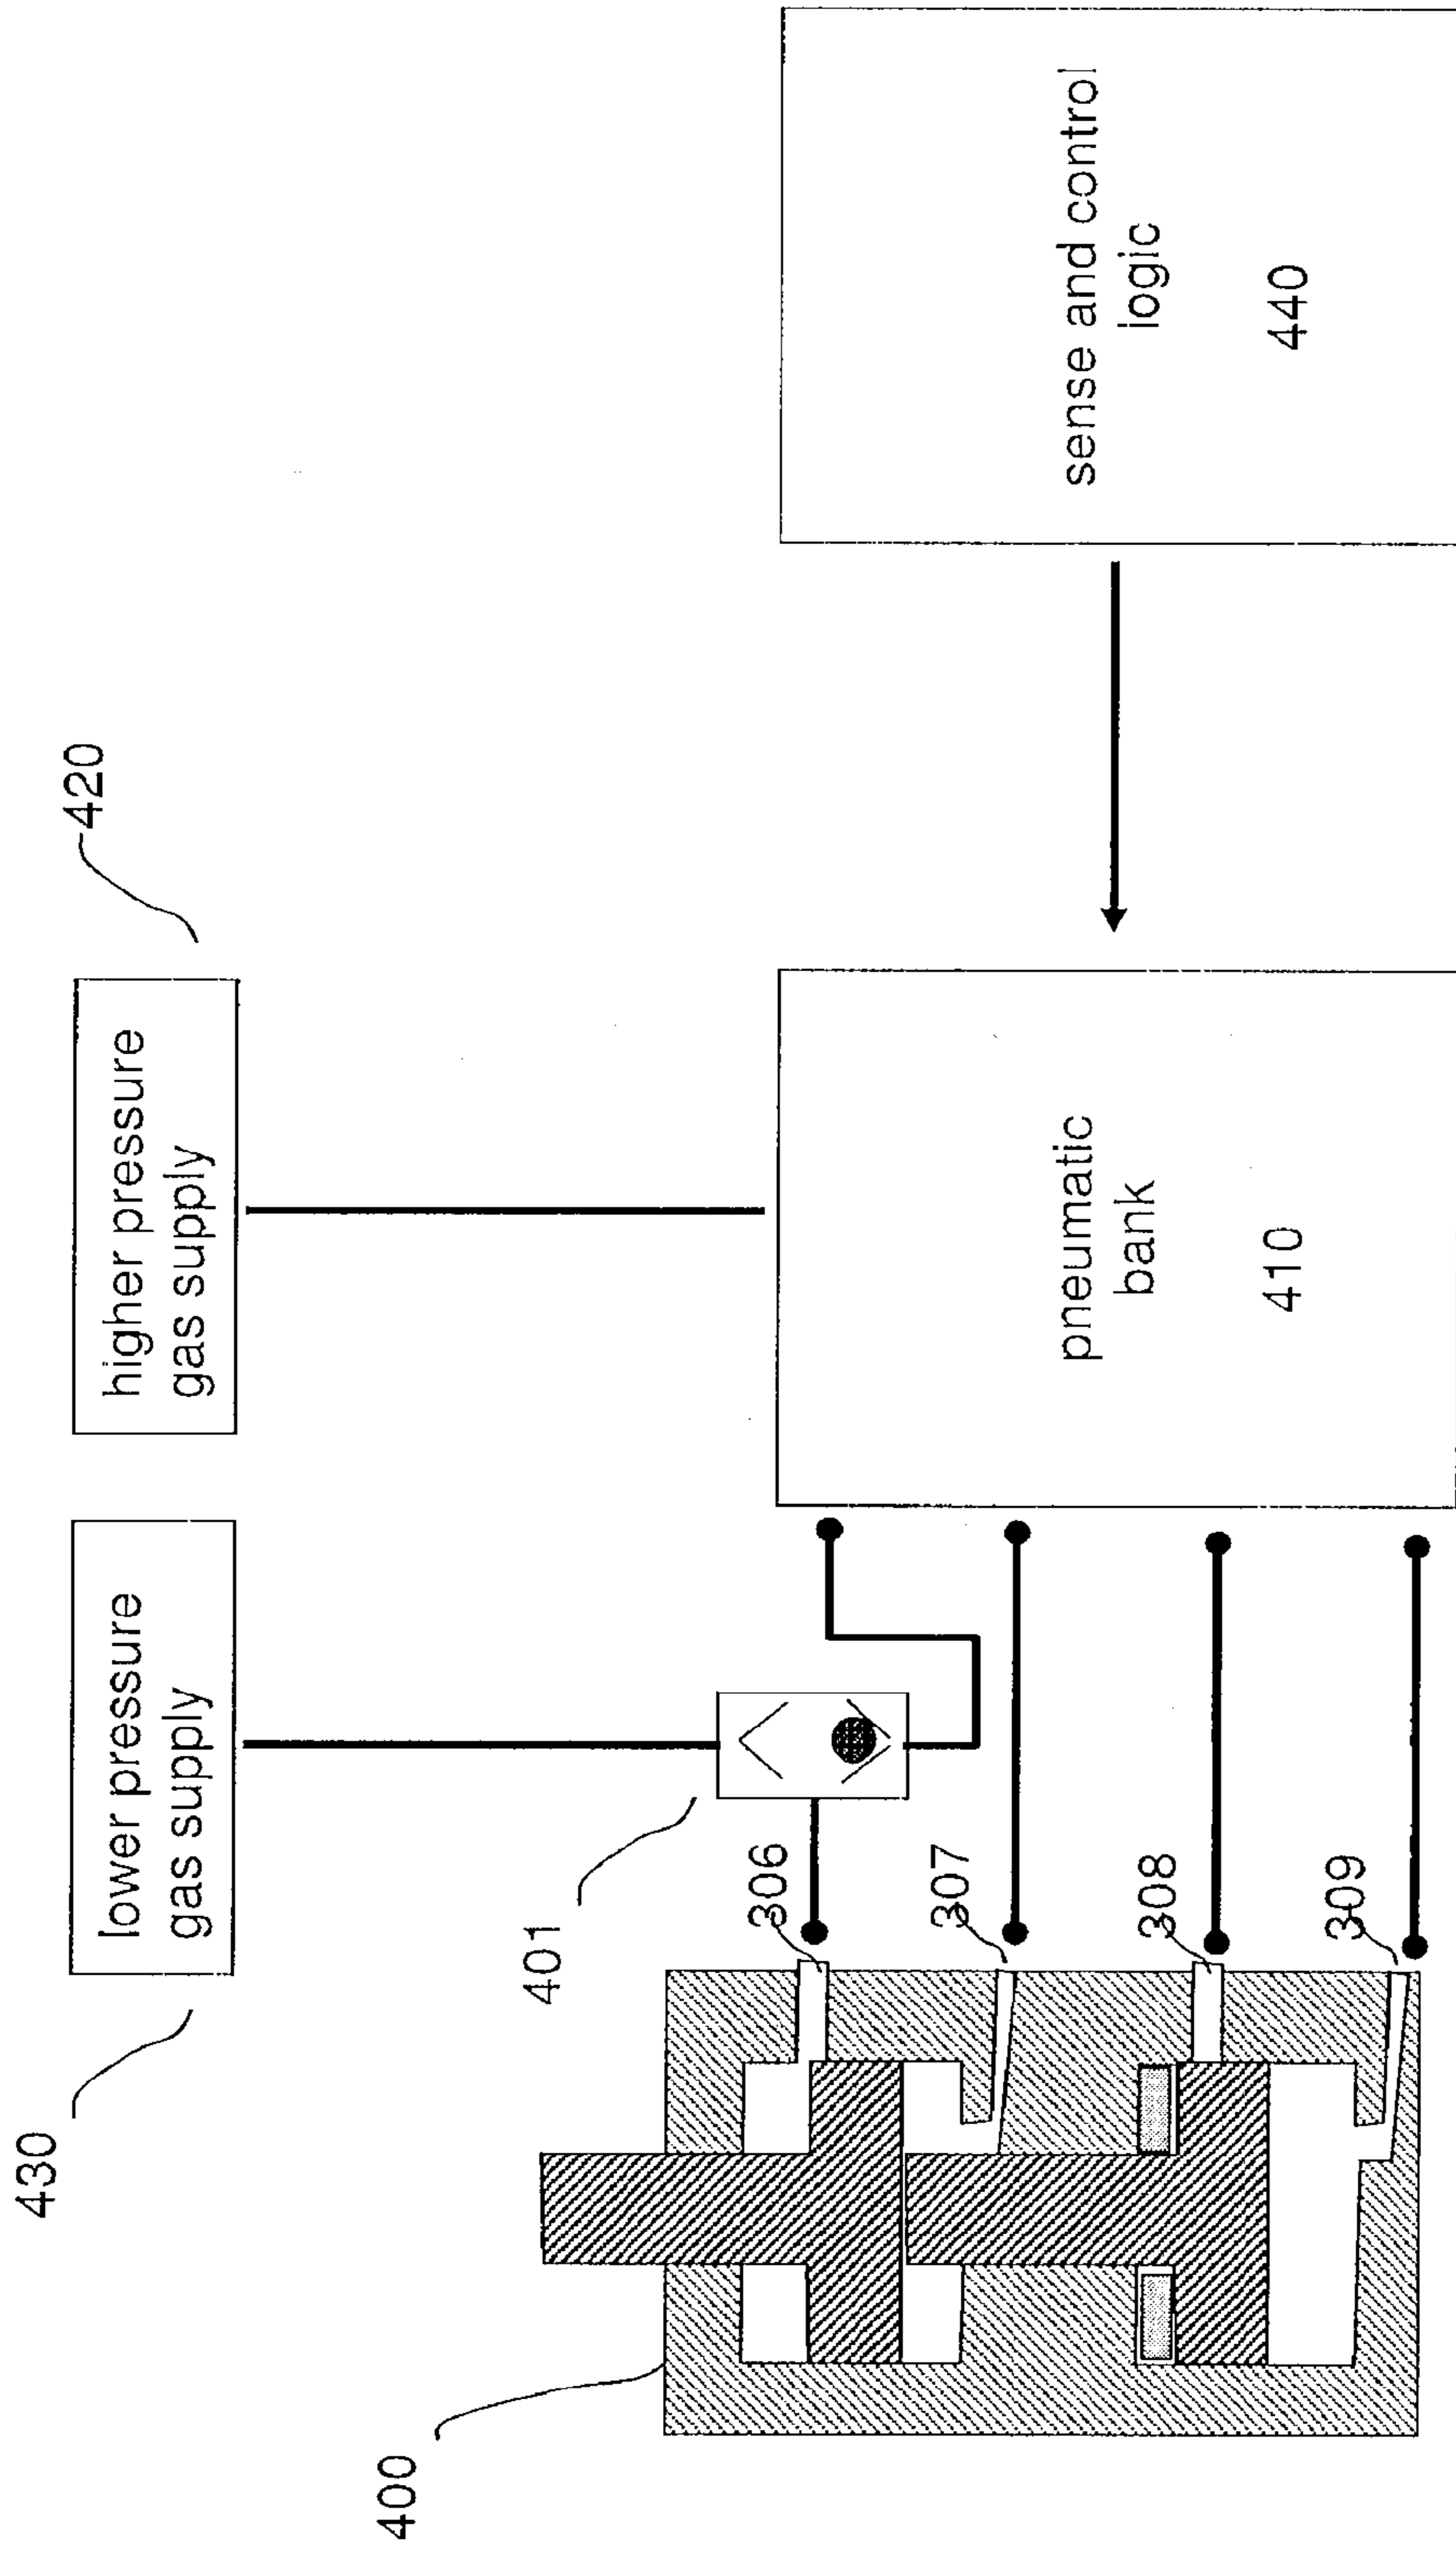 430
lower pressure
gas supply
higher pressure
gas supply
420
400
401
306
307
308
309
pneumatic
bank
410
sense and control
logic
440